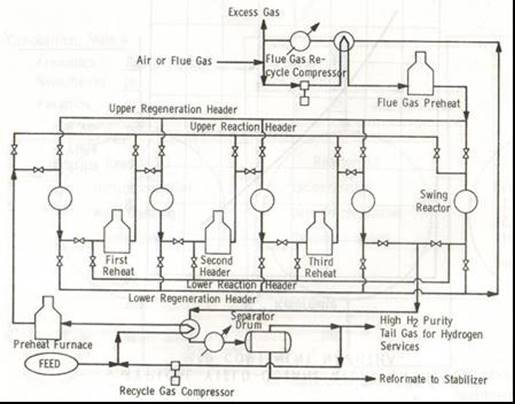 Excess Gas
Air or Flue Gas
Flue Gas Re-
cycle Compressor
Flue Gas Preheat
Upper Regeneration Header
Upper Reaction Header
Swing
Reactor
First
Reheat
Second
Header
Third
Reheat
Lower Reaction Header
Lower Regeneration Header
Separator
Drum
Preheat Furnace
FEED
Recycle Gas Compressor
High H2 Purity
Tail Gas for Hydrogen
Services
Reformate to Stabilizer